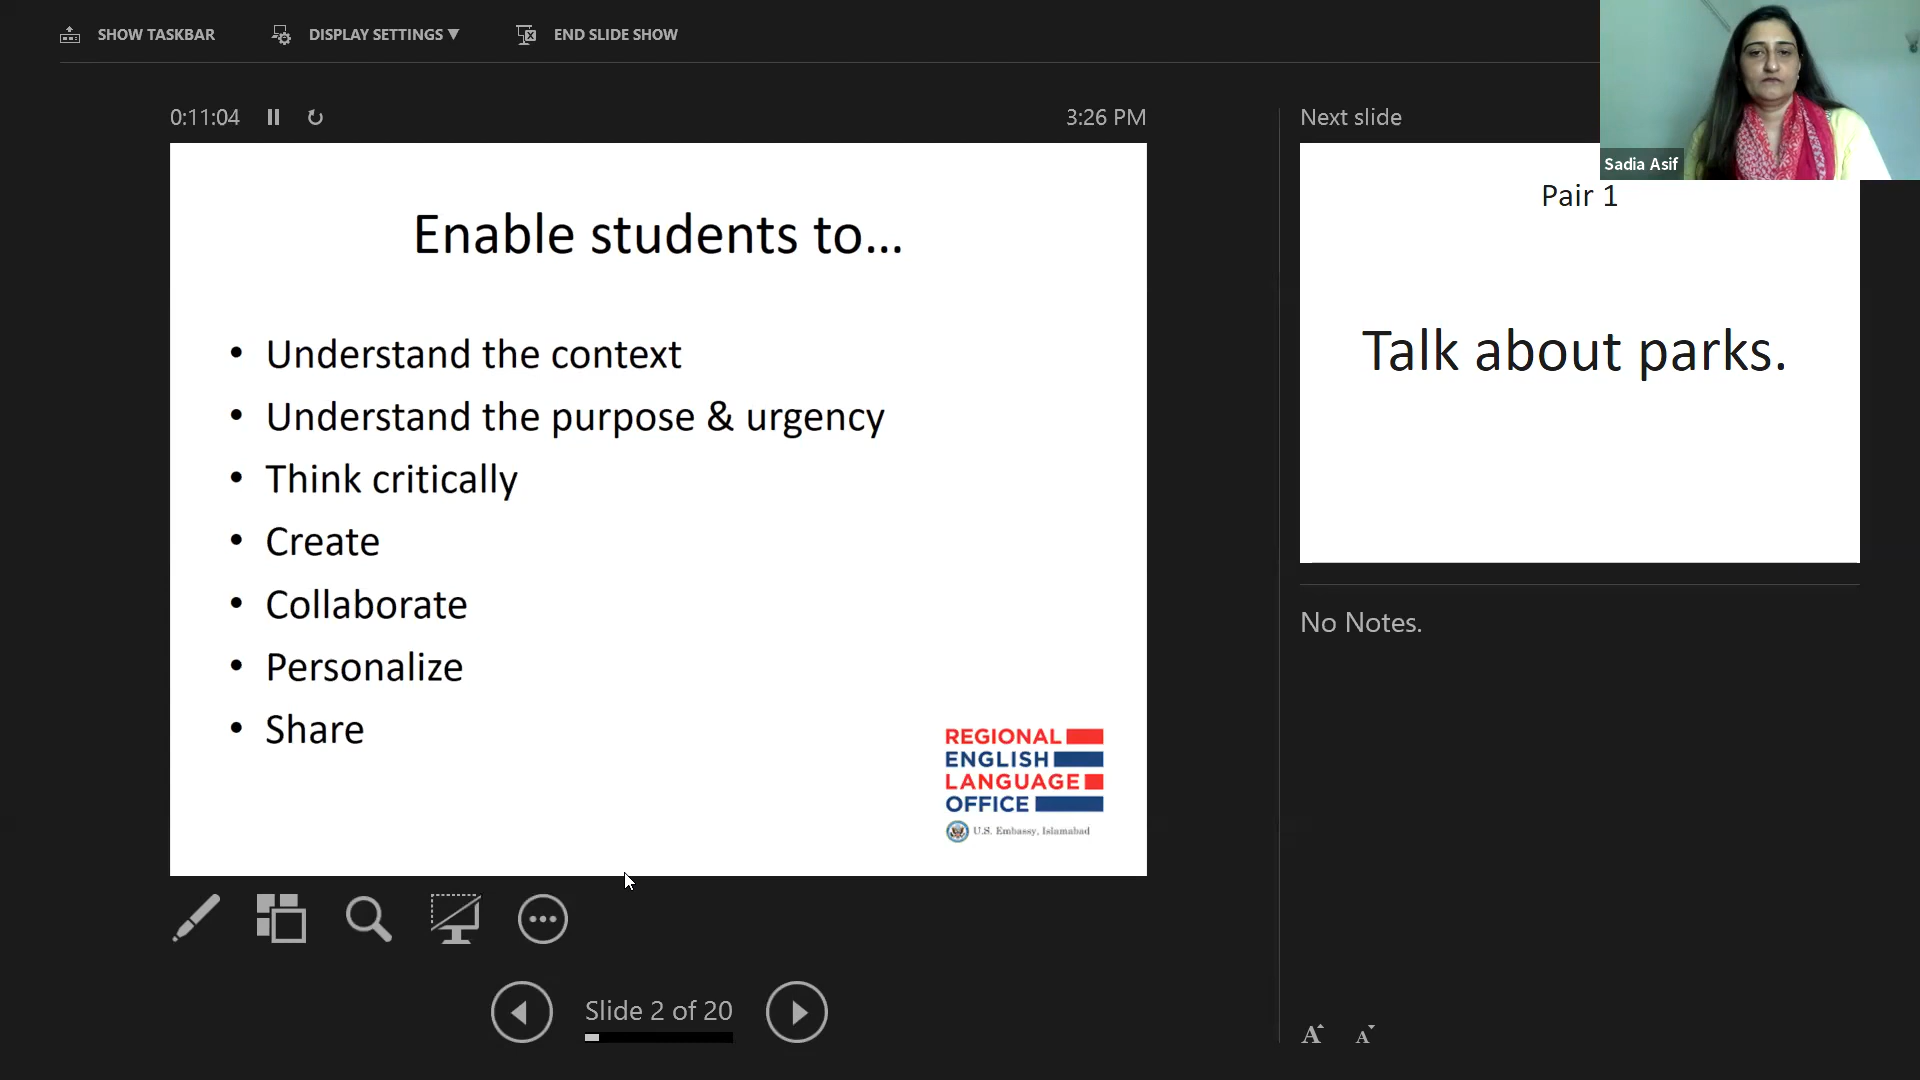 SHOW TASKBAR
DISPLAY SETTINGS ▼
END SLIDE SHOW
0:11:04
3:26 PM
Enable students to...
• Understand the context
• Understand the purpose & urgency
• Think critically
• Create
• Collaborate
• Personalize
• Share
REGIONAL
ENGLISH
LANGUAGE
OFFICE
U.S. Embassy, Islamabad
Slide 2 of 20
Next slide
Sadia Asif
Pair 1
Talk about parks.
No Notes.
A A